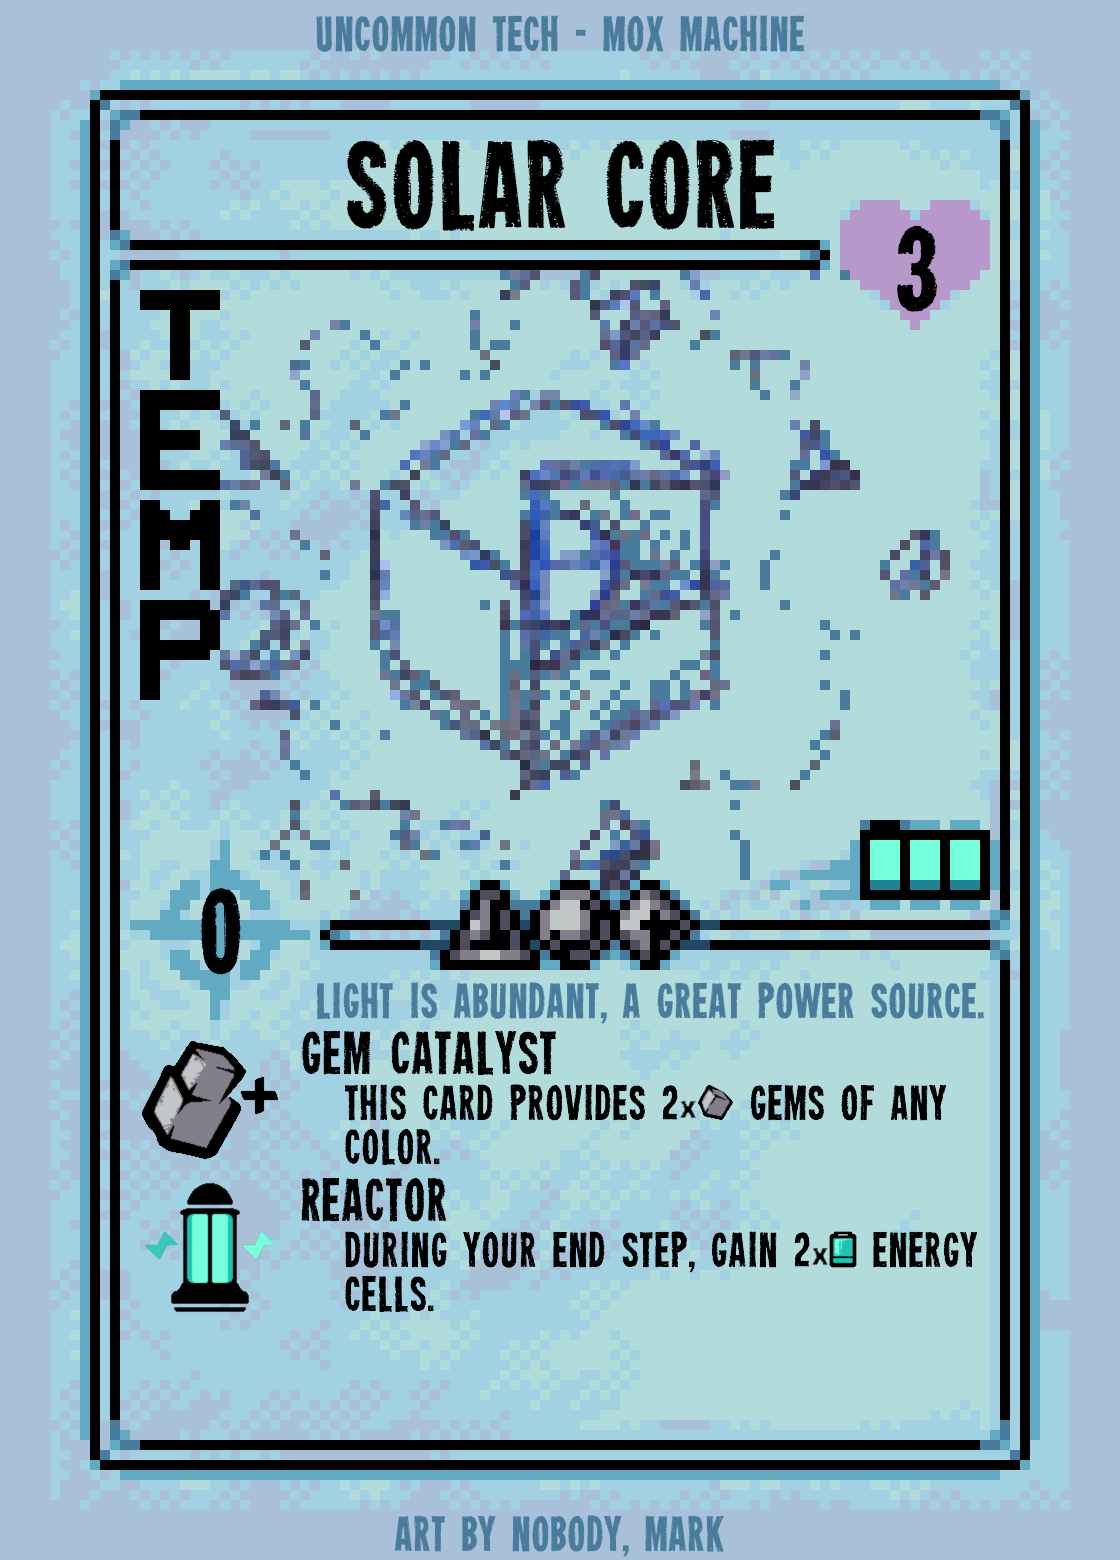 UNCOMMON TECH - MOX MACHINE
SOLAR CORE
3
TEMP
0
LIGHT IS ABUNDANT, A GREAT POWER SOURCE.
GEM CATALYST
THIS CARD PROVIDES 2x GEMS OF ANY
COLOR.
REACTOR
DURING YOUR END STEP, GAIN 2x ENERGY
CELLS.
ART BY NOBODY, MARK